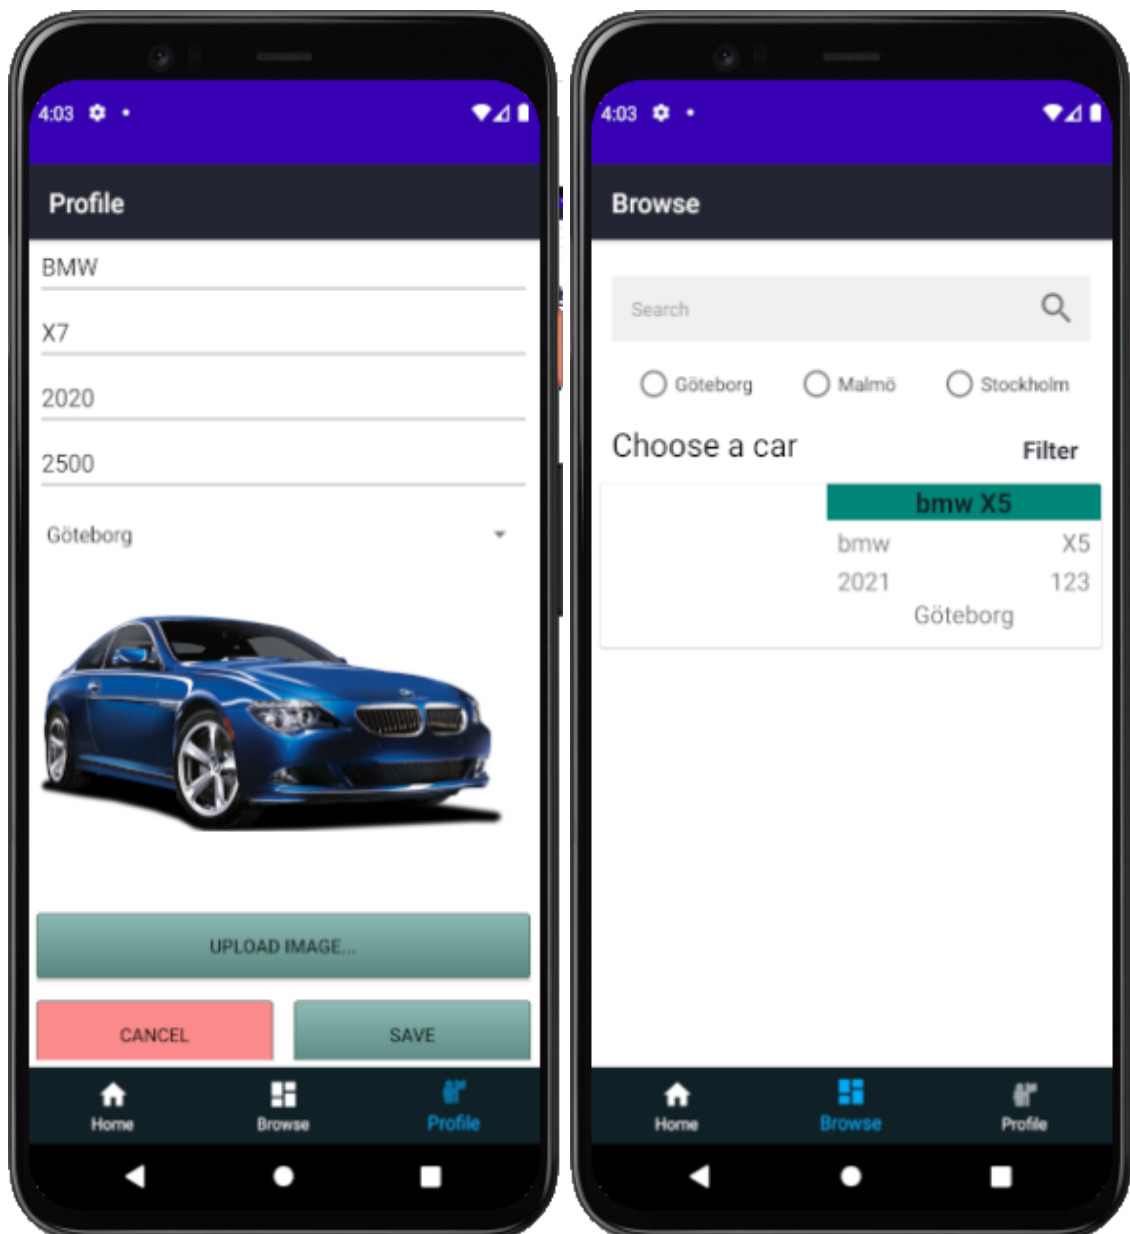 4:03
Profile
BMW
X7
2020
2500
Göteborg
UPLOAD IMAGE...
CANCEL SAVE
Home Browse Profile
4:03
Browse
Search
Göteborg Malmö Stockholm
Choose a car Filter
bmw X5
bmw X5
2021 123
Göteborg
Home Browse Profile